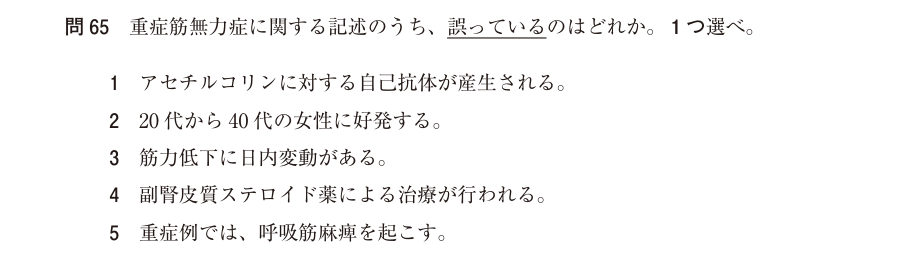 問 65 重症筋無力症に関する記述のうち、誤っているのはどれか。1つ選べ。
1 アセチルコリンに対する自己抗体が産生される。
2 20 代から 40 代の女性に好発する。
3 筋力低下に日内変動がある。
4 副腎皮質ステロイド薬による治療が行われる。
5 重症例では、呼吸筋麻痺を起こす。